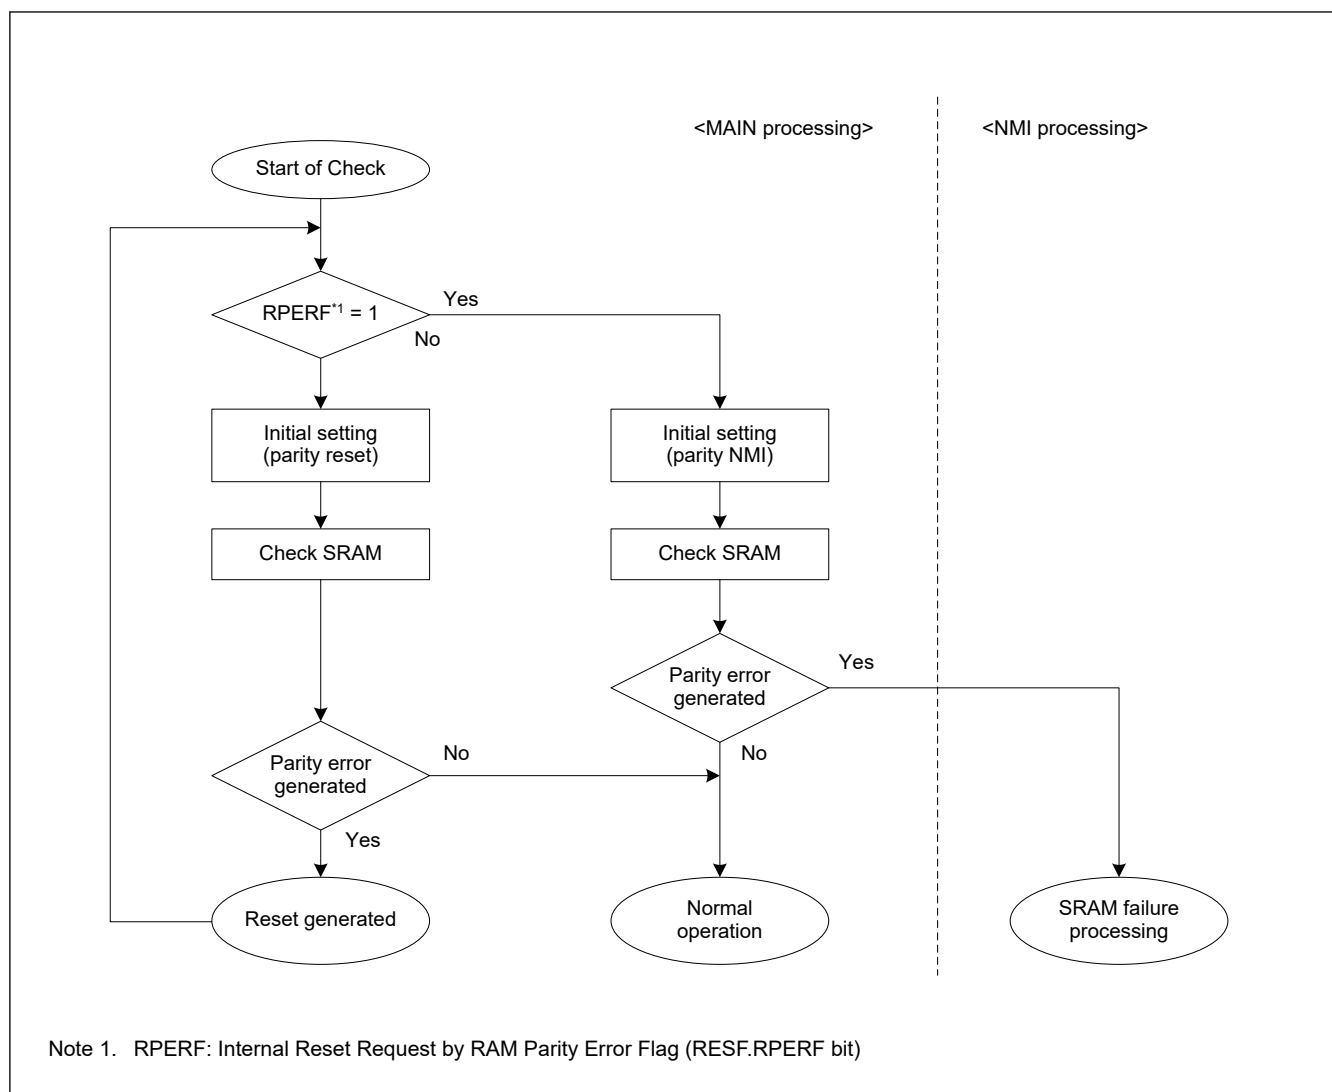 <MAIN processing>
<NMI processing>
Start of Check
RPERF*1 = 1
Yes
No
Initial setting
(parity reset)
Initial setting
(parity NMI)
Check SRAM
Check SRAM
Parity error
generated
Yes
No
Parity error
generated
No
Yes
Reset generated
Normal
operation
SRAM failure
processing
Note 1. RPERF: Internal Reset Request by RAM Parity Error Flag (RESF.RPERF bit)